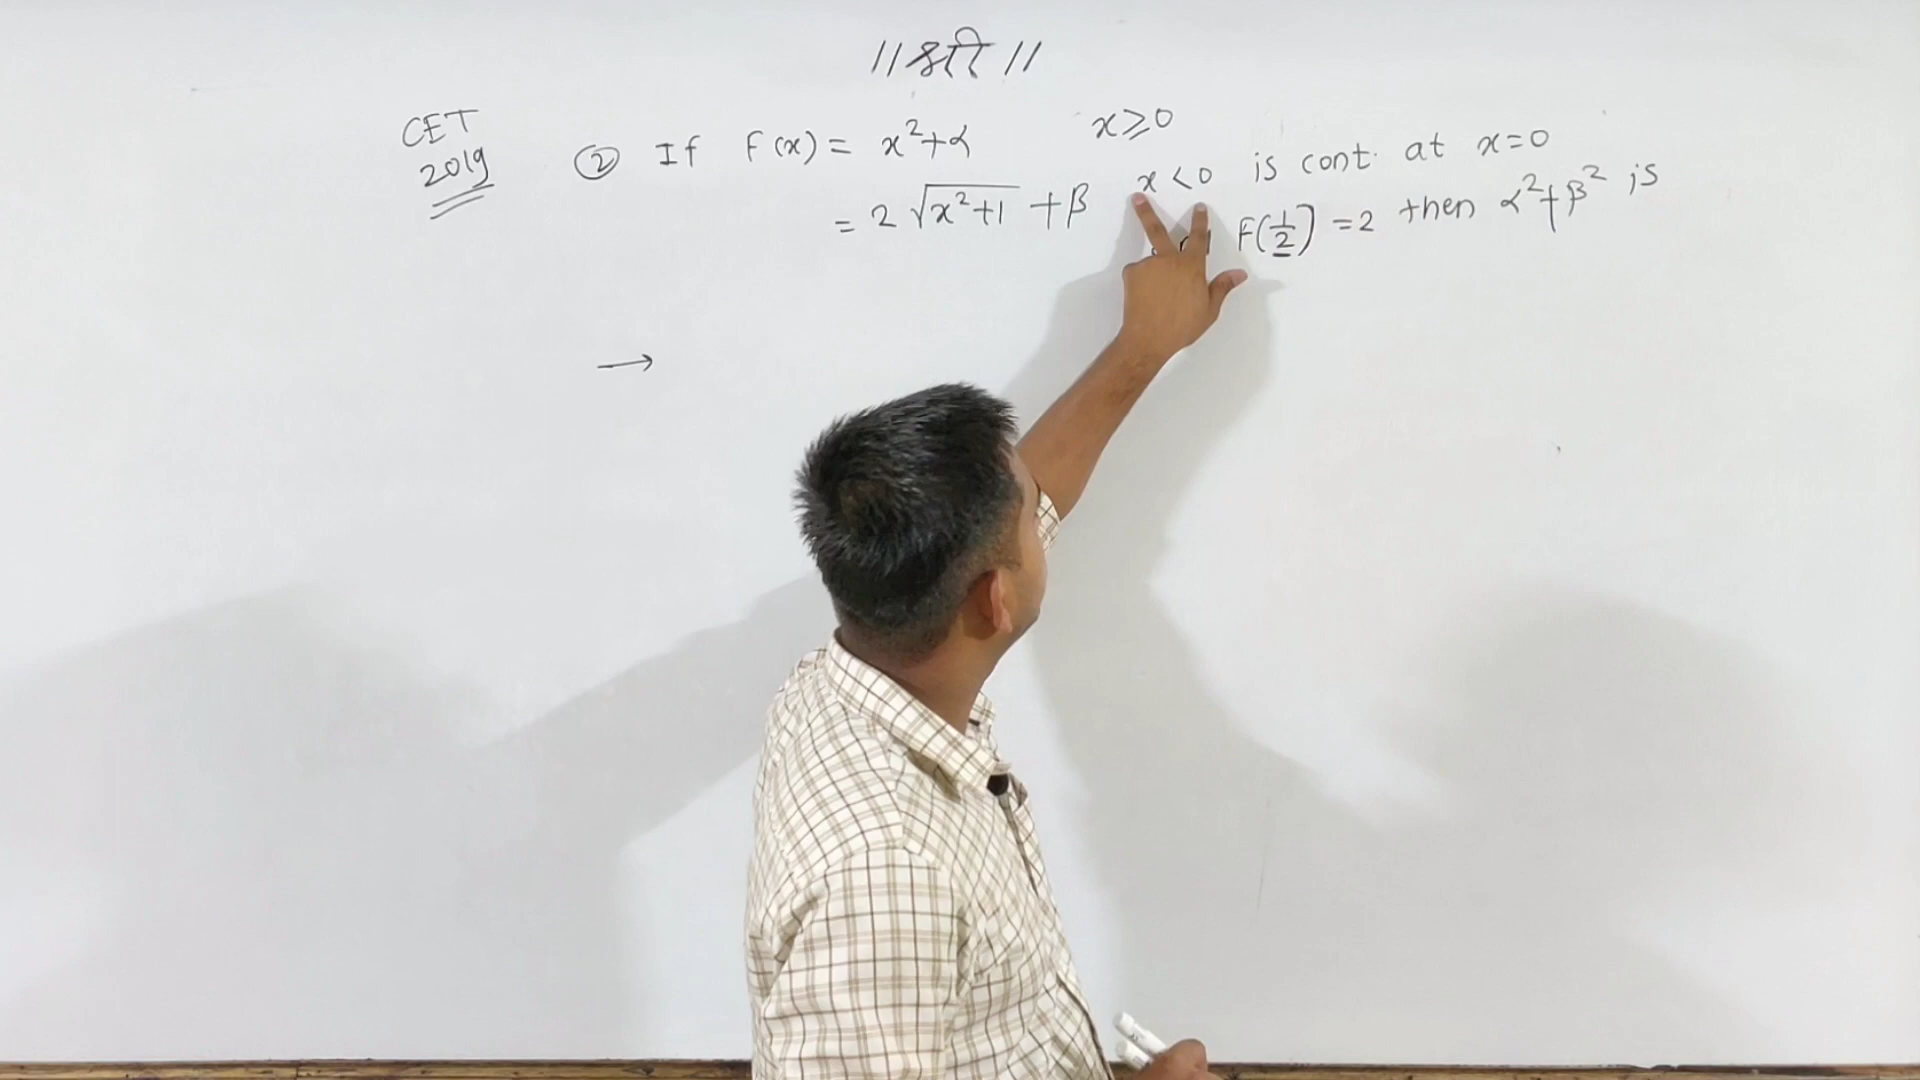 ॥ श्री ॥
CET
2019
② If F(x) = x²+α x≥0
= 2√(x²+1) + β x<0 is cont. at x=0
F(1/2) = 2 then α²+β² is
→